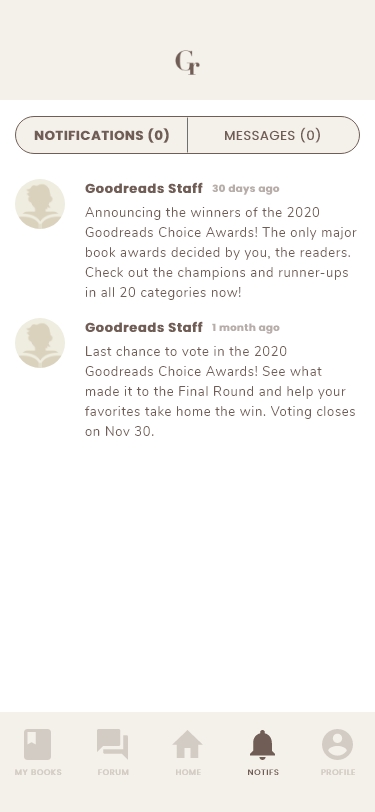 Gr
NOTIFICATIONS (0)
MESSAGES (0)
Goodreads Staff 30 days ago
Announcing the winners of the 2020
Goodreads Choice Awards! The only major
book awards decided by you, the readers.
Check out the champions and runner-ups
in all 20 categories now!
Goodreads Staff 1 month ago
Last chance to vote in the 2020
Goodreads Choice Awards! See what
made it to the Final Round and help your
favorites take home the win. Voting closes
on Nov 30.
MY BOOKS
FORUM
HOME
NOTIFS
PROFILE